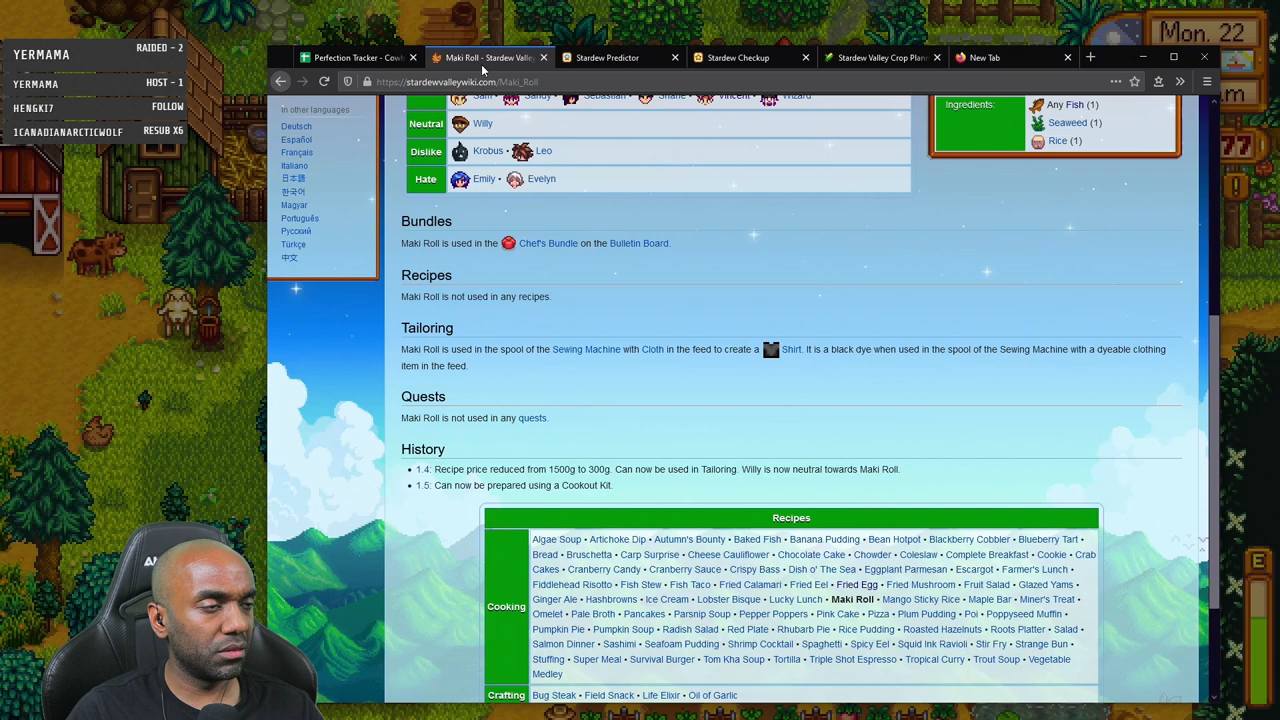 YERMAMA RAIDED - 2
YERMAMA HOST - 1
HENGKI7 FOLLOW
1CANADIANARCTICWOLF RESUB X6
Mon. 22
Perfection Tracker - Cow
Maki Roll - Stardew Valle
Stardew Predictor
Stardew Checkup
Stardew Valley Crop Plan
New Tab
https://stardewvalleywiki.com/Maki_Roll
In other languages
Deutsch
Español
Français
Italiano
日本語
한국어
Magyar
Português
Русский
Türkçe
中文
Sam • Sandy • Sebastian • Shane • Vincent • Wizard
Neutral Willy
Dislike Krobus • Leo
Hate Emily • Evelyn
Ingredients: Any Fish (1)
Seaweed (1)
Rice (1)
Bundles
Maki Roll is used in the Chef's Bundle on the Bulletin Board.
Recipes
Maki Roll is not used in any recipes.
Tailoring
Maki Roll is used in the spool of the Sewing Machine with Cloth in the feed to create a Shirt. It is a black dye when used in the spool of the Sewing Machine with a dyeable clothing
item in the feed.
Quests
Maki Roll is not used in any quests.
History
• 1.4: Recipe price reduced from 1500g to 300g. Can now be used in Tailoring. Willy is now neutral towards Maki Roll.
• 1.5: Can now be prepared using a Cookout Kit.
Recipes
Cooking
Algae Soup • Artichoke Dip • Autumn's Bounty • Baked Fish • Banana Pudding • Bean Hotpot • Blackberry Cobbler • Blueberry Tart •
Bread • Bruschetta • Carp Surprise • Cheese Cauliflower • Chocolate Cake • Chowder • Coleslaw • Complete Breakfast • Cookie • Crab
Cakes • Cranberry Candy • Cranberry Sauce • Crispy Bass • Dish o' The Sea • Eggplant Parmesan • Escargot • Farmer's Lunch •
Fiddlehead Risotto • Fish Stew • Fish Taco • Fried Calamari • Fried Eel • Fried Egg • Fried Mushroom • Fruit Salad • Glazed Yams •
Ginger Ale • Hashbrowns • Ice Cream • Lobster Bisque • Lucky Lunch • Maki Roll • Mango Sticky Rice • Maple Bar • Miner's Treat •
Omelet • Pale Broth • Pancakes • Parsnip Soup • Pepper Poppers • Pink Cake • Pizza • Plum Pudding • Poi • Poppyseed Muffin •
Pumpkin Pie • Pumpkin Soup • Radish Salad • Red Plate • Rhubarb Pie • Rice Pudding • Roasted Hazelnuts • Roots Platter • Salad •
Salmon Dinner • Sashimi • Seafoam Pudding • Shrimp Cocktail • Spaghetti • Spicy Eel • Squid Ink Ravioli • Stir Fry • Strange Bun •
Stuffing • Super Meal • Survival Burger • Tom Kha Soup • Tortilla • Triple Shot Espresso • Tropical Curry • Trout Soup • Vegetable
Medley
Crafting Bug Steak • Field Snack • Life Elixir • Oil of Garlic
E